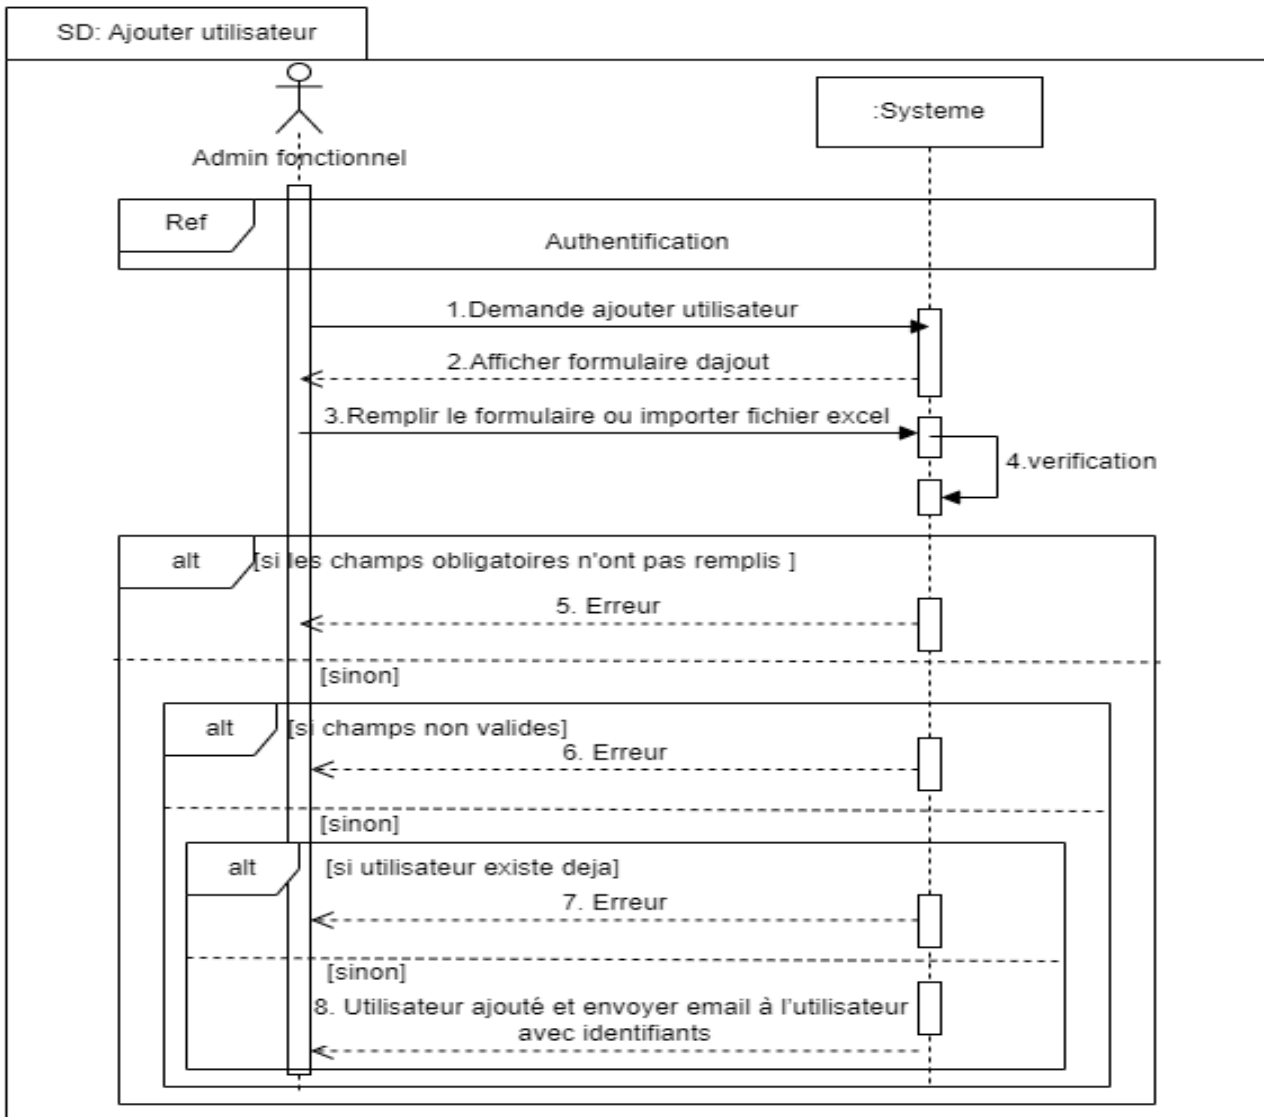 SD: Ajouter utilisateur
:Systeme
Admin fonctionnel
Ref
Authentification
1.Demande ajouter utilisateur
2.Afficher formulaire dajout
3.Remplir le formulaire ou importer fichier excel
4.verification
alt
[si les champs obligatoires n'ont pas remplis ]
5. Erreur
[sinon]
alt
[si champs non valides]
6. Erreur
[sinon]
alt
[si utilisateur existe deja]
7. Erreur
[sinon]
8. Utilisateur ajouté et envoyer email à l'utilisateur
avec identifiants